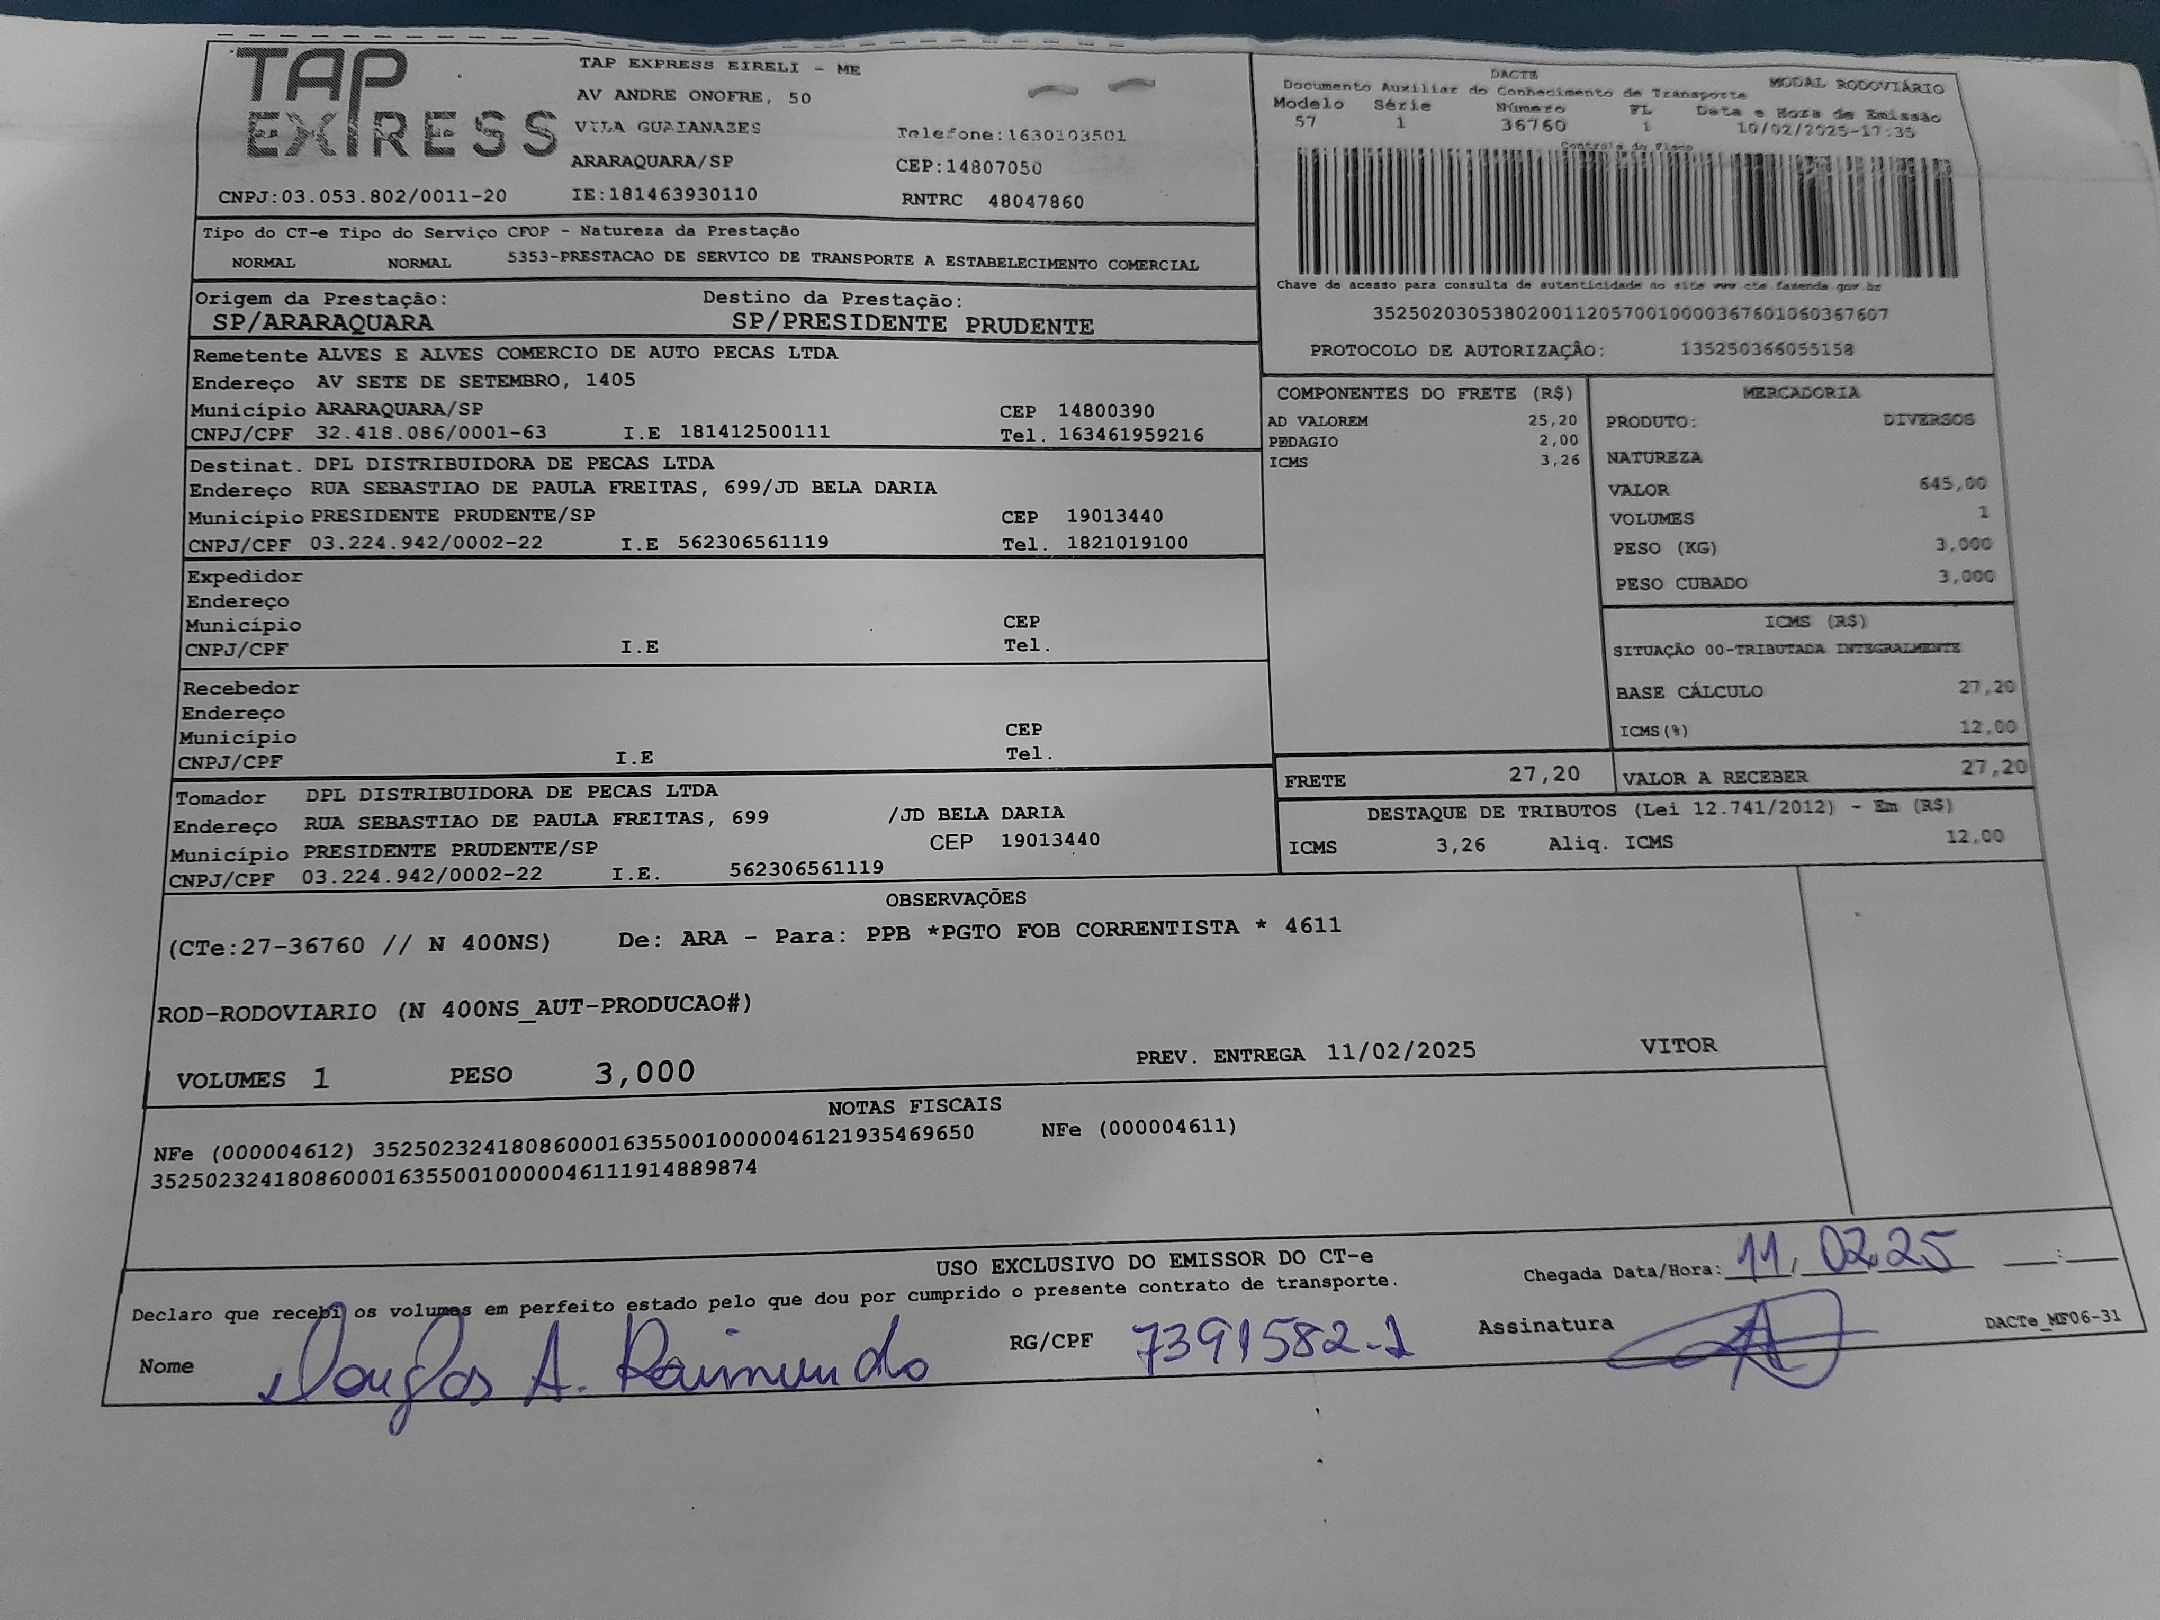 TAP
EXPRESS
TAP EXPRESS EIRELI - ME
AV ANDRE ONOFRE, 50
VILA GUAIANAZES
Telefone:1630103501
ARARAQUARA/SP
CEP:14807050
CNPJ:03.053.802/0011-20
IE:181463930110
RNTRC 48047860
DACTE
MODAL RODOVIÁRIO
Documento Auxiliar do Conhecimento de Transporte
Modelo Série Número FL Data e Hora de Emissão
57 1 36760 1 10/02/2025-17:35
Controle do Fisco
Chave de acesso para consulta de autenticidade no site www.cte.fazenda.gov.br
35250203053802001120570010000367601060367607
PROTOCOLO DE AUTORIZAÇÃO: 135250366055158
Tipo do CT-e Tipo do Serviço CFOP - Natureza da Prestação
NORMAL NORMAL 5353-PRESTACAO DE SERVICO DE TRANSPORTE A ESTABELECIMENTO COMERCIAL
Origem da Prestação: Destino da Prestação:
SP/ARARAQUARA SP/PRESIDENTE PRUDENTE
Remetente ALVES E ALVES COMERCIO DE AUTO PECAS LTDA
Endereço AV SETE DE SETEMBRO, 1405
Município ARARAQUARA/SP CEP 14800390
CNPJ/CPF 32.418.086/0001-63 I.E 181412500111 Tel. 163461959216
Destinat. DPL DISTRIBUIDORA DE PECAS LTDA
Endereço RUA SEBASTIAO DE PAULA FREITAS, 699/JD BELA DARIA
Município PRESIDENTE PRUDENTE/SP CEP 19013440
CNPJ/CPF 03.224.942/0002-22 I.E 562306561119 Tel. 1821019100
Expedidor
Endereço
Município CEP
CNPJ/CPF I.E Tel.
Recebedor
Endereço
Município CEP
CNPJ/CPF I.E Tel.
Tomador DPL DISTRIBUIDORA DE PECAS LTDA
Endereço RUA SEBASTIAO DE PAULA FREITAS, 699 /JD BELA DARIA
Município PRESIDENTE PRUDENTE/SP CEP 19013440
CNPJ/CPF 03.224.942/0002-22 I.E. 562306561119
COMPONENTES DO FRETE (R$)
AD VALOREM 25,20
PEDAGIO 2,00
ICMS 3,26
MERCADORIA
PRODUTO: DIVERSOS
NATUREZA
VALOR 645,00
VOLUMES 1
PESO (KG) 3,000
PESO CUBADO 3,000
ICMS (R$)
SITUAÇÃO 00-TRIBUTADA INTEGRALMENTE
BASE CÁLCULO 27,20
ICMS(%) 12,00
FRETE 27,20 VALOR A RECEBER 27,20
DESTAQUE DE TRIBUTOS (Lei 12.741/2012) - Em (R$)
ICMS 3,26 Aliq. ICMS 12,00
OBSERVAÇÕES
(CTe:27-36760 // N 400NS) De: ARA - Para: PPB *PGTO FOB CORRENTISTA * 4611
ROD-RODOVIARIO (N 400NS_AUT-PRODUCAO#)
VOLUMES 1 PESO 3,000 PREV. ENTREGA 11/02/2025 VITOR
NOTAS FISCAIS
NFe (000004612) 35250232418086000163550010000046121935469650 NFe (000004611)
35250232418086000163550010000046111914889874
USO EXCLUSIVO DO EMISSOR DO CT-e
Declaro que recebi os volumes em perfeito estado pelo que dou por cumprido o presente contrato de transporte.
Chegada Data/Hora: 11.02.25 __:__
Nome Douglas A. Raimundo RG/CPF 7391582-1 Assinatura
DACTe_MF06-31